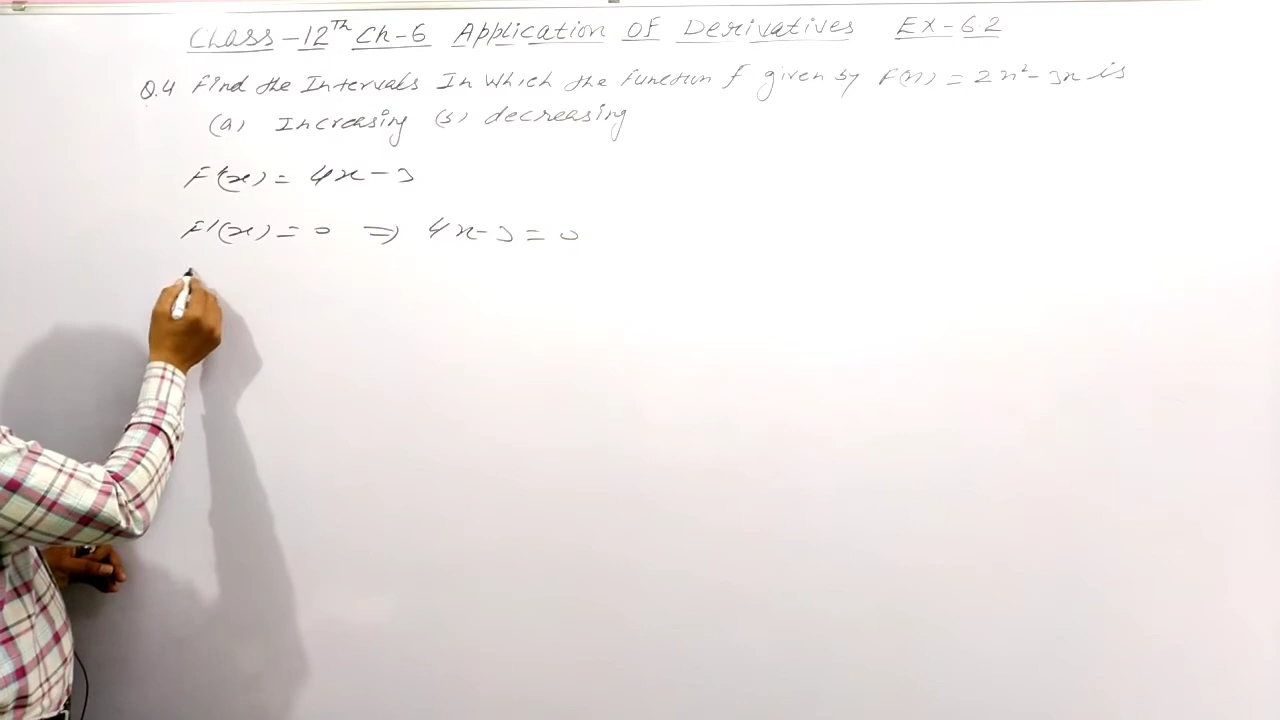 Class-12th Ch-6 Application of Derivatives Ex-6.2
Q.4 Find the Intervals In Which the function f given by F(x) = 2x²-3x is
(a) Increasing (b) decreasing
F'(x) = 4x-3
F'(x) = 0 ⇒ 4x-3=0